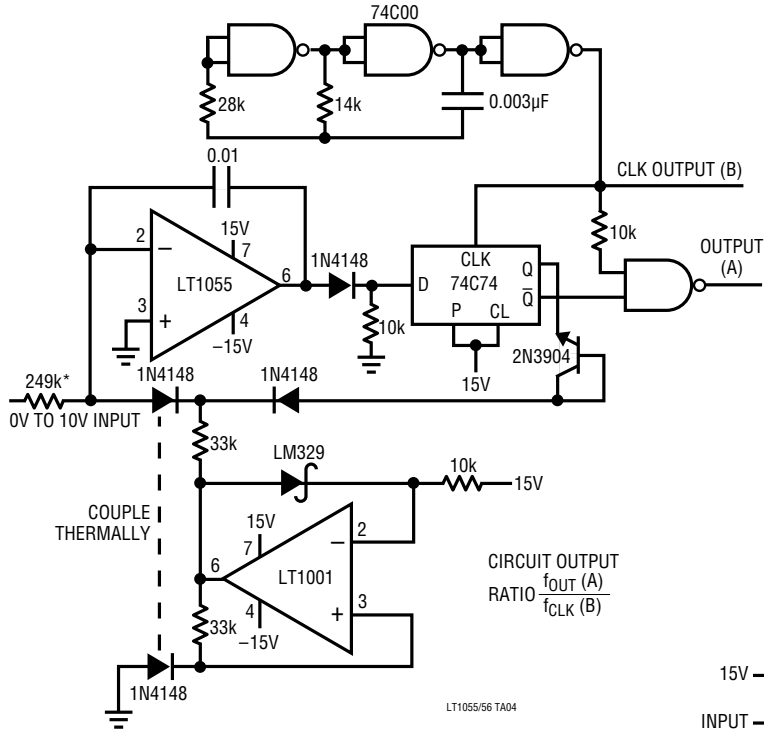 74C00
28k
14k
0.003µF
0.01
CLK OUTPUT (B)
10k
OUTPUT
(A)
2
15V
7
–
LT1055
6
1N4148
3
+
4
–15V
10k
D
CLK
74C74
P
CL
Q
Q̅
15V
2N3904
249k*
1N4148
1N4148
0V TO 10V INPUT
33k
LM329
10k
15V
COUPLE
THERMALLY
15V
7
2
–
6
LT1001
4
+
3
–15V
33k
CIRCUIT OUTPUT
RATIO fOUT (A)
fCLK (B)
1N4148
LT1055/56 TA04
15V
INPUT